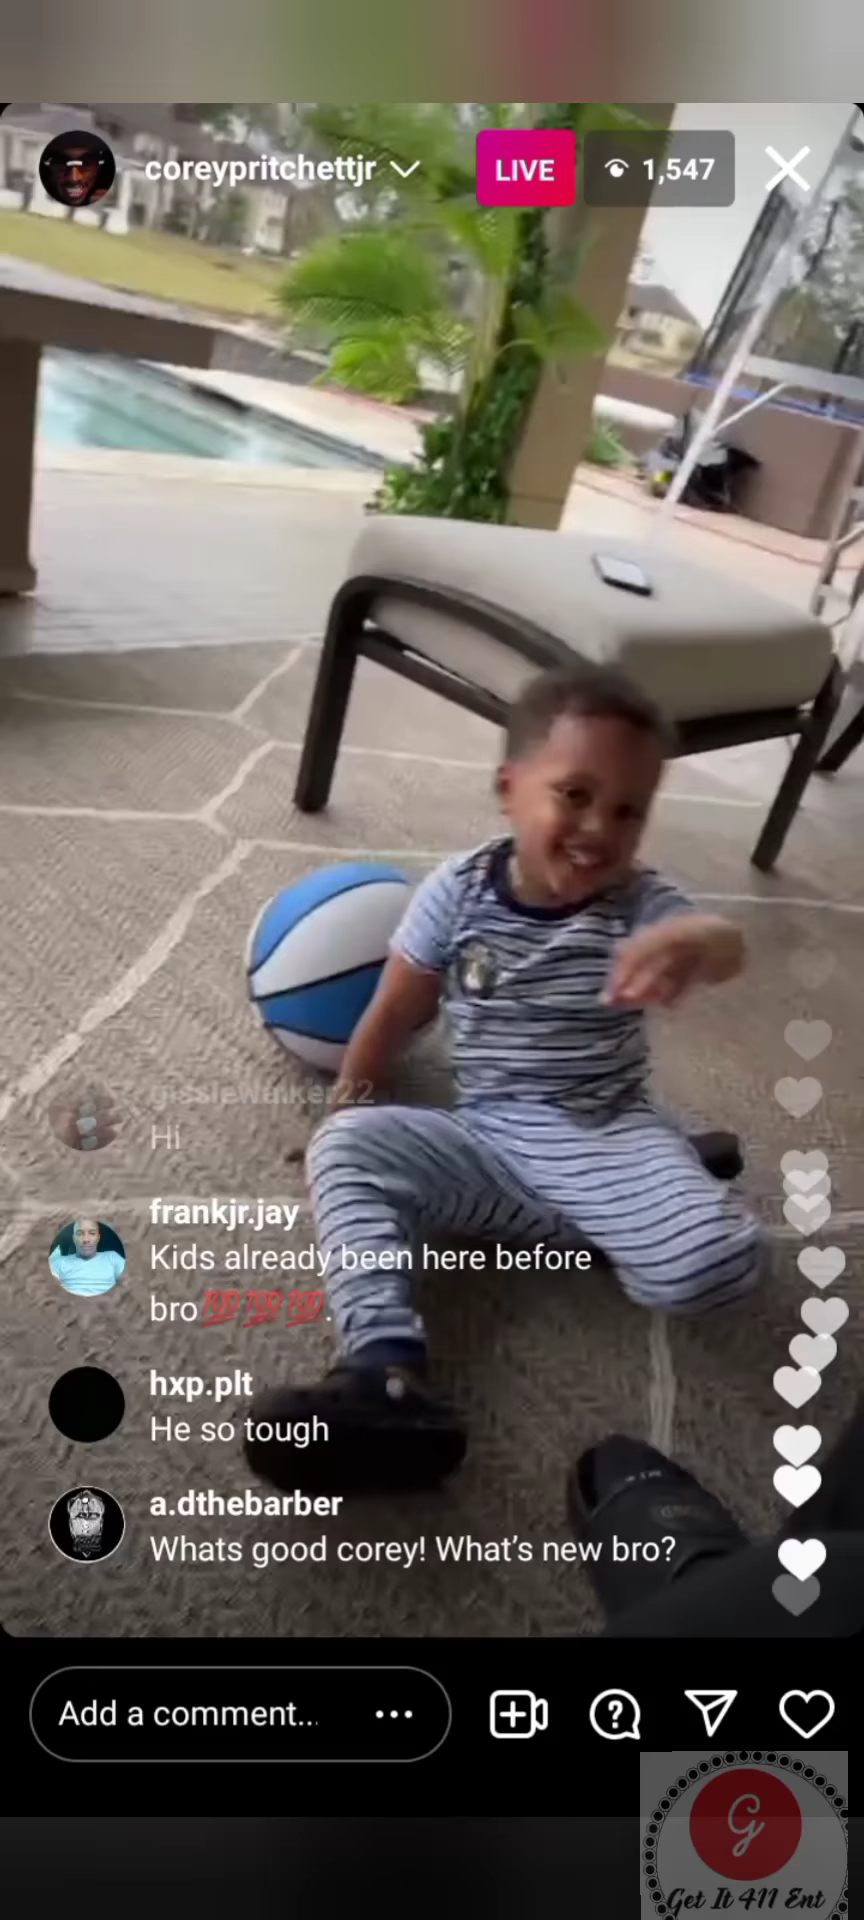 coreypritchettjr
LIVE
1,547
gissiewalker22
Hi
frankjr.jay
Kids already been here before
bro💯💯💯.
hxp.plt
He so tough
a.dthebarber
Whats good corey! What's new bro?
Add a comment...
G
Get It 411 Ent